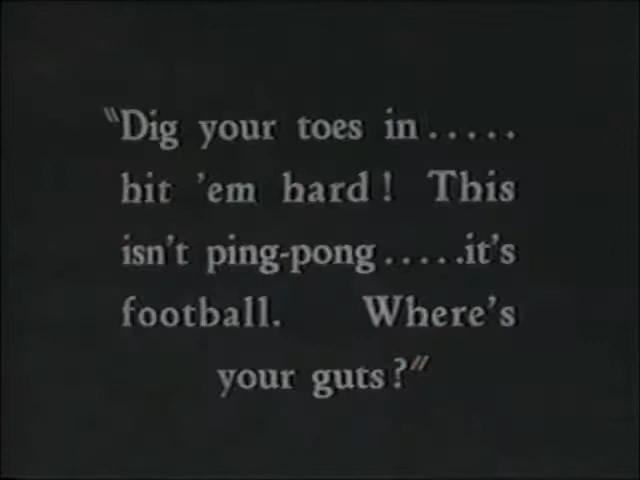 "Dig your toes in.....
hit 'em hard! This
isn't ping-pong.....it's
football. Where's
your guts?"